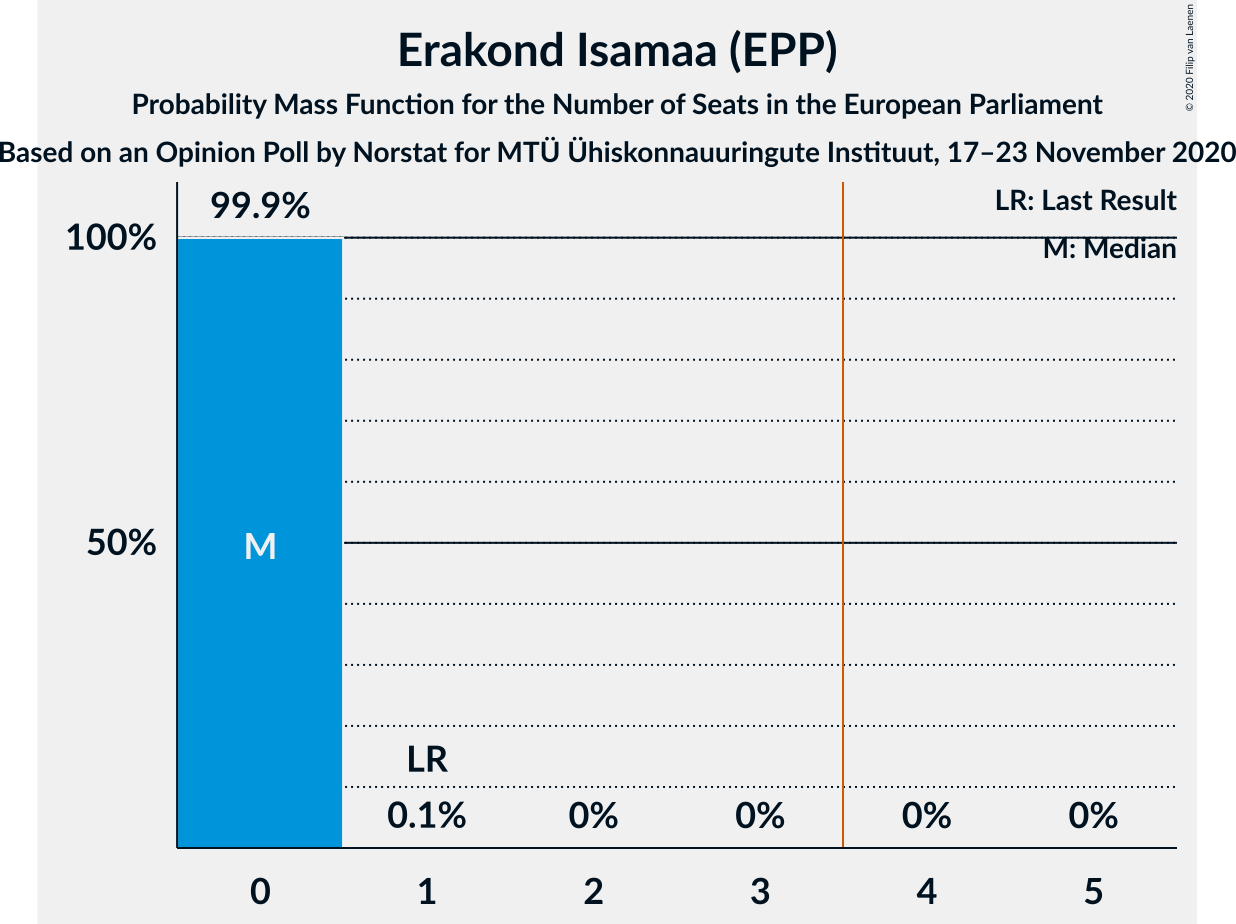 Erakond Isamaa (EPP)
Probability Mass Function for the Number of Seats in the European Parliament
Based on an Opinion Poll by Norstat for MTÜ Ühiskonnauuringute Instituut, 17–23 November 2020
© 2020 Filip van Laenen
LR: Last Result
M: Median
99.9%
100%
50%
M
LR
0.1% 0% 0% 0% 0%
0 1 2 3 4 5